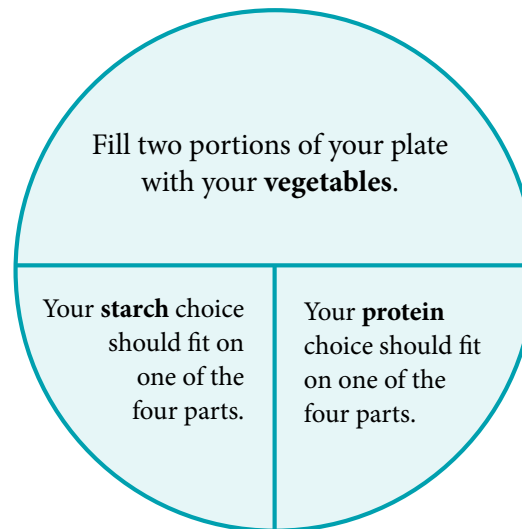 Fill two portions of your plate
with your vegetables.
Your starch choice
should fit on
one of the
four parts.
Your protein
choice should fit
on one of the
four parts.